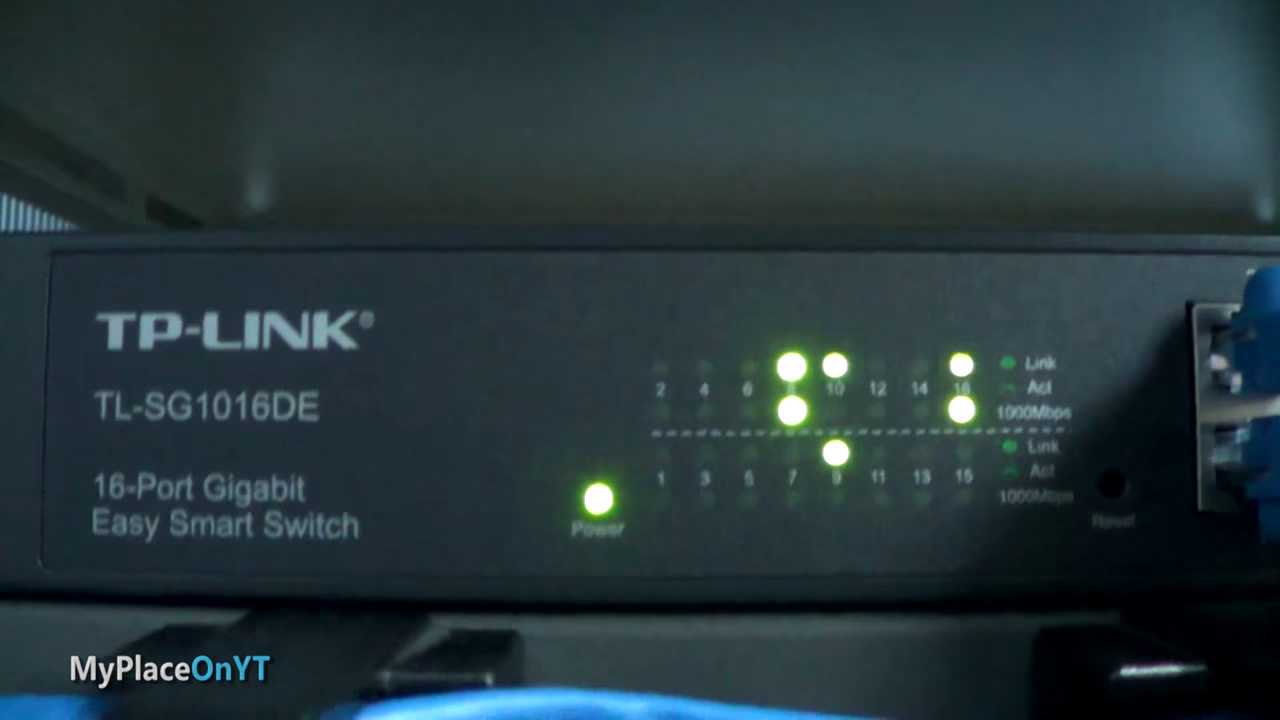 TP-LINK®
TL-SG1016DE
16-Port Gigabit
Easy Smart Switch
Power
2 4 6 8 10 12 14 16
Link
Act
1000Mbps
1 3 5 7 9 11 13 15
Link
Act
1000Mbps
Reset
MyPlaceOnYT